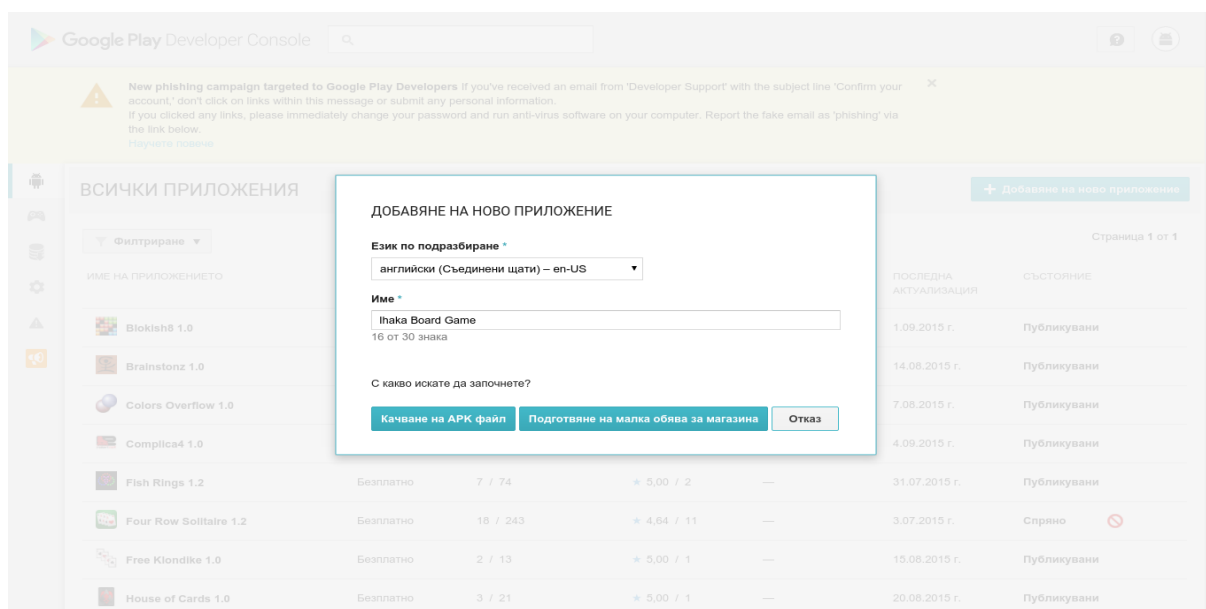 Google Play Developer Console
New phishing campaign targeted to Google Play Developers If you've received an email from 'Developer Support' with the subject line 'Confirm your
account,' don't click on links within this message or submit any personal information.
If you clicked any links, please immediately change your password and run anti-virus software on your computer. Report the fake email as 'phishing' via
the link below.
Научете повече
ВСИЧКИ ПРИЛОЖЕНИЯ
+ Добавяне на ново приложение
Филтриране
Страница 1 от 1
ИМЕ НА ПРИЛОЖЕНИЕТО
ПОСЛЕДНА
АКТУАЛИЗАЦИЯ
СЪСТОЯНИЕ
ДОБАВЯНЕ НА НОВО ПРИЛОЖЕНИЕ
Език по подразбиране *
английски (Съединени щати) – en-US
Име *
Ihaka Board Game
16 от 30 знака
С какво искате да започнете?
Качване на APK файл Подготвяне на малка обява за магазина Отказ
Blokish8 1.0 1.09.2015 г. Публикувани
Brainstonz 1.0 14.08.2015 г. Публикувани
Colors Overflow 1.0 7.08.2015 г. Публикувани
Complica4 1.0 4.09.2015 г. Публикувани
Fish Rings 1.2 Безплатно 7 / 74 ★ 5,00 / 2 — 31.07.2015 г. Публикувани
Four Row Solitaire 1.2 Безплатно 18 / 243 ★ 4,64 / 11 — 3.07.2015 г. Спряно
Free Klondike 1.0 Безплатно 2 / 13 ★ 5,00 / 1 — 15.08.2015 г. Публикувани
House of Cards 1.0 Безплатно 3 / 21 ★ 5,00 / 1 — 20.08.2015 г. Публикувани